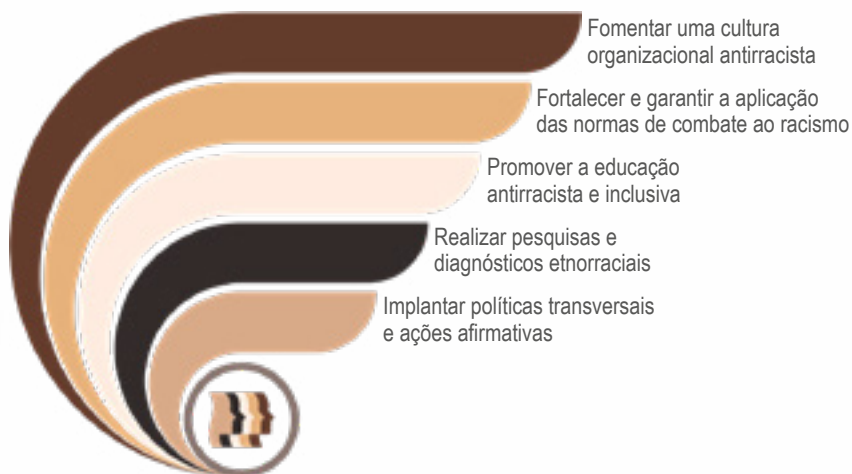 Fomentar uma cultura
organizacional antirracista
Fortalecer e garantir a aplicação
das normas de combate ao racismo
Promover a educação
antirracista e inclusiva
Realizar pesquisas e
diagnósticos etnorraciais
Implantar políticas transversais
e ações afirmativas